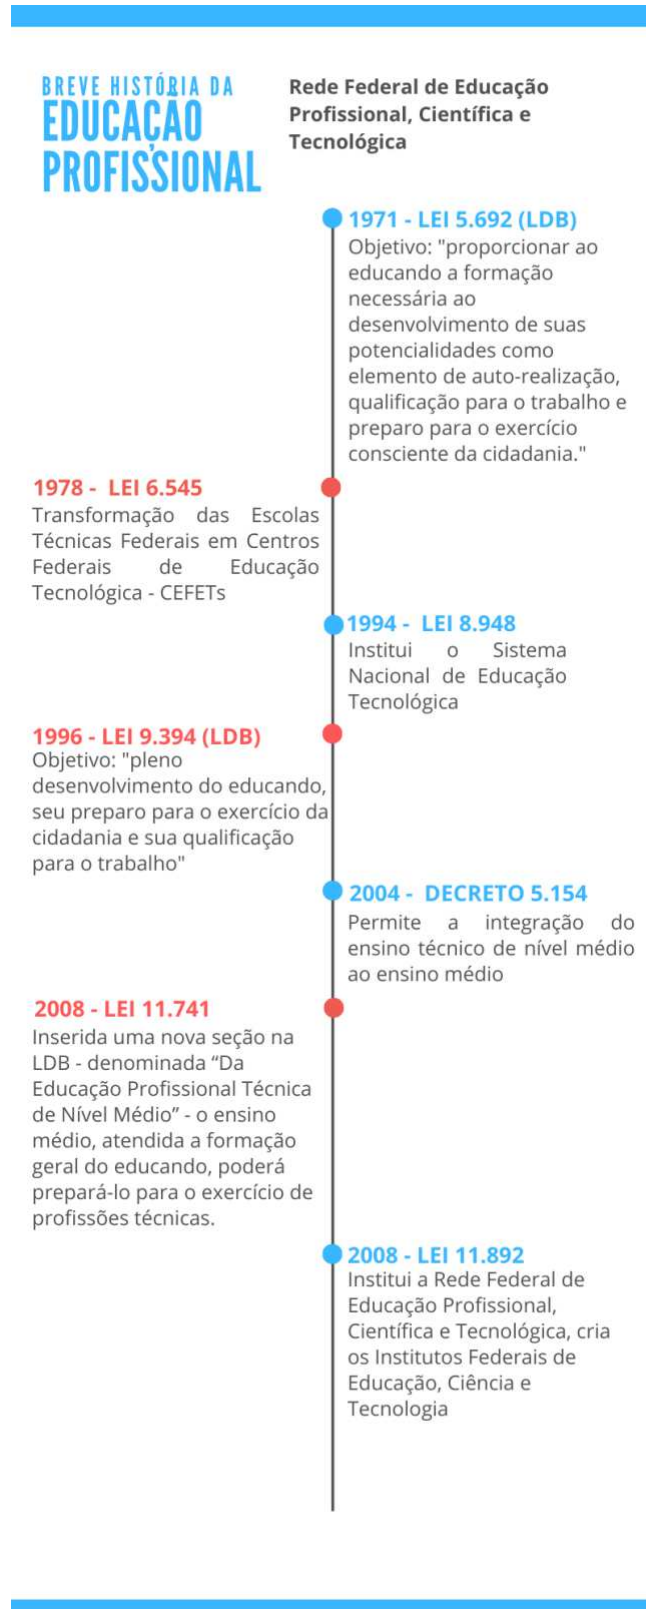 BREVE HISTÓRIA DA
EDUCAÇÃO
PROFISSIONAL
Rede Federal de Educação
Profissional, Científica e
Tecnológica
1971 - LEI 5.692 (LDB)
Objetivo: "proporcionar ao
educando a formação
necessária ao
desenvolvimento de suas
potencialidades como
elemento de auto-realização,
qualificação para o trabalho e
preparo para o exercício
consciente da cidadania."
1978 - LEI 6.545
Transformação das Escolas
Técnicas Federais em Centros
Federais de Educação
Tecnológica - CEFETs
1994 - LEI 8.948
Institui o Sistema
Nacional de Educação
Tecnológica
1996 - LEI 9.394 (LDB)
Objetivo: "pleno
desenvolvimento do educando,
seu preparo para o exercício da
cidadania e sua qualificação
para o trabalho"
2004 - DECRETO 5.154
Permite a integração do
ensino técnico de nível médio
ao ensino médio
2008 - LEI 11.741
Inserida uma nova seção na
LDB - denominada “Da
Educação Profissional Técnica
de Nível Médio” - o ensino
médio, atendida a formação
geral do educando, poderá
prepará-lo para o exercício de
profissões técnicas.
2008 - LEI 11.892
Institui a Rede Federal de
Educação Profissional,
Científica e Tecnológica, cria
os Institutos Federais de
Educação, Ciência e
Tecnologia